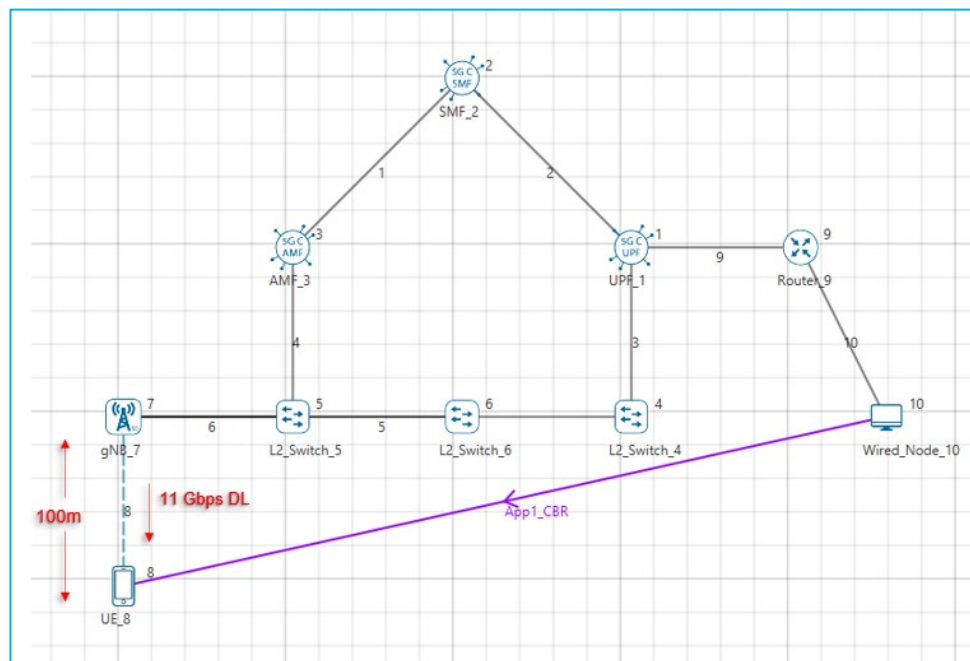 5G C
SMF
2
SMF_2
1
2
5G C
AMF
3
AMF_3
5G C
UPF
1
UPF_1
9
9
Router_9
4
3
10
7
gNB_7
6
5
L2_Switch_5
5
6
L2_Switch_6
4
L2_Switch_4
10
Wired_Node_10
100m
8
11 Gbps DL
App1_CBR
8
UE_8